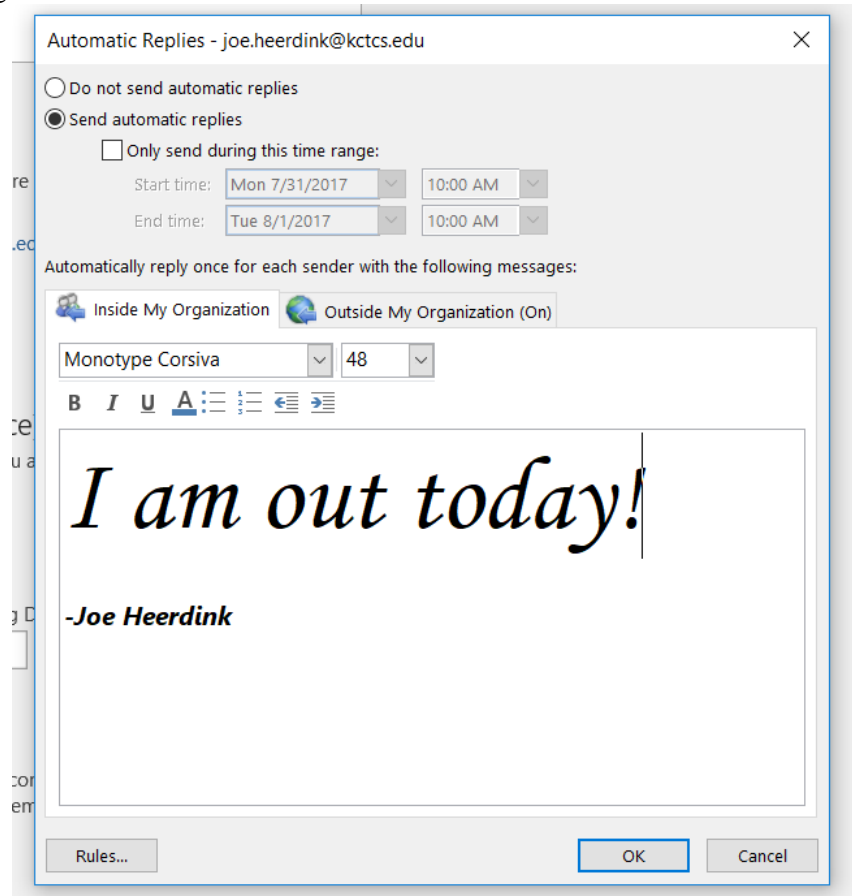 Automatic Replies - joe.heerdink@kctcs.edu
Do not send automatic replies
Send automatic replies
Only send during this time range:
re
Start time: Mon 7/31/2017 10:00 AM
End time: Tue 8/1/2017 10:00 AM
.ec
Automatically reply once for each sender with the following messages:
Inside My Organization Outside My Organization (On)
Monotype Corsiva 48
B I U A
u a
I am out today!
-Joe Heerdink
Rules... OK Cancel